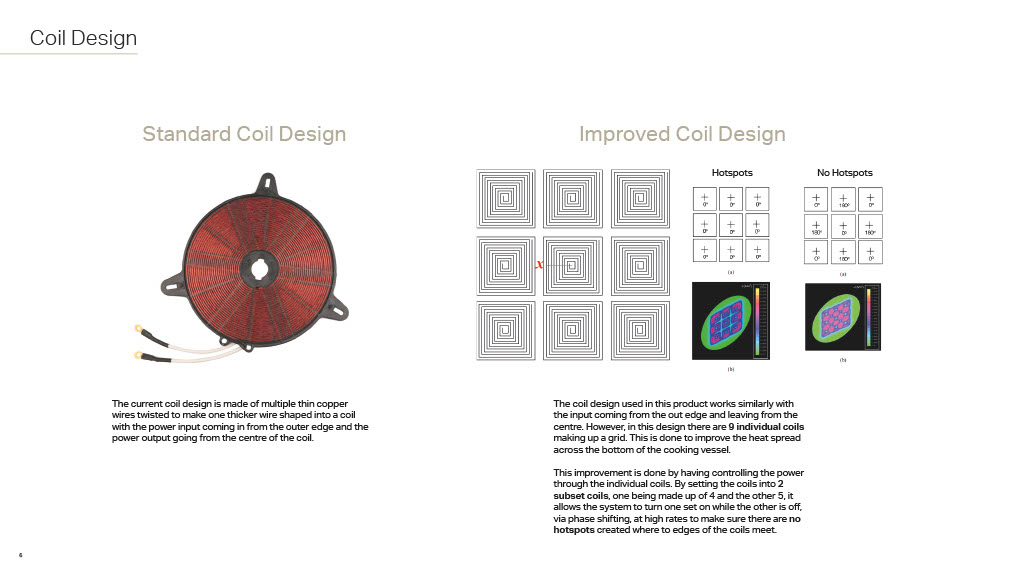 Coil Design
Standard Coil Design
Improved Coil Design
Hotspots
No Hotspots
0° 0° 0°
0° 0° 0°
0° 0° 0°
(a)
0° 180° 0°
180° 0° 180°
0° 180° 0°
(a)
x
(b)
(b)
The current coil design is made of multiple thin copper
wires twisted to make one thicker wire shaped into a coil
with the power input coming in from the outer edge and the
power output going from the centre of the coil.
The coil design used in this product works similarly with
the input coming from the out edge and leaving from the
centre. However, in this design there are 9 individual coils
making up a grid. This is done to improve the heat spread
across the bottom of the cooking vessel.
This improvement is done by having controlling the power
through the individual coils. By setting the coils into 2
subset coils, one being made up of 4 and the other 5, it
allows the system to turn one set on while the other is off,
via phase shifting, at high rates to make sure there are no
hotspots created where to edges of the coils meet.
6